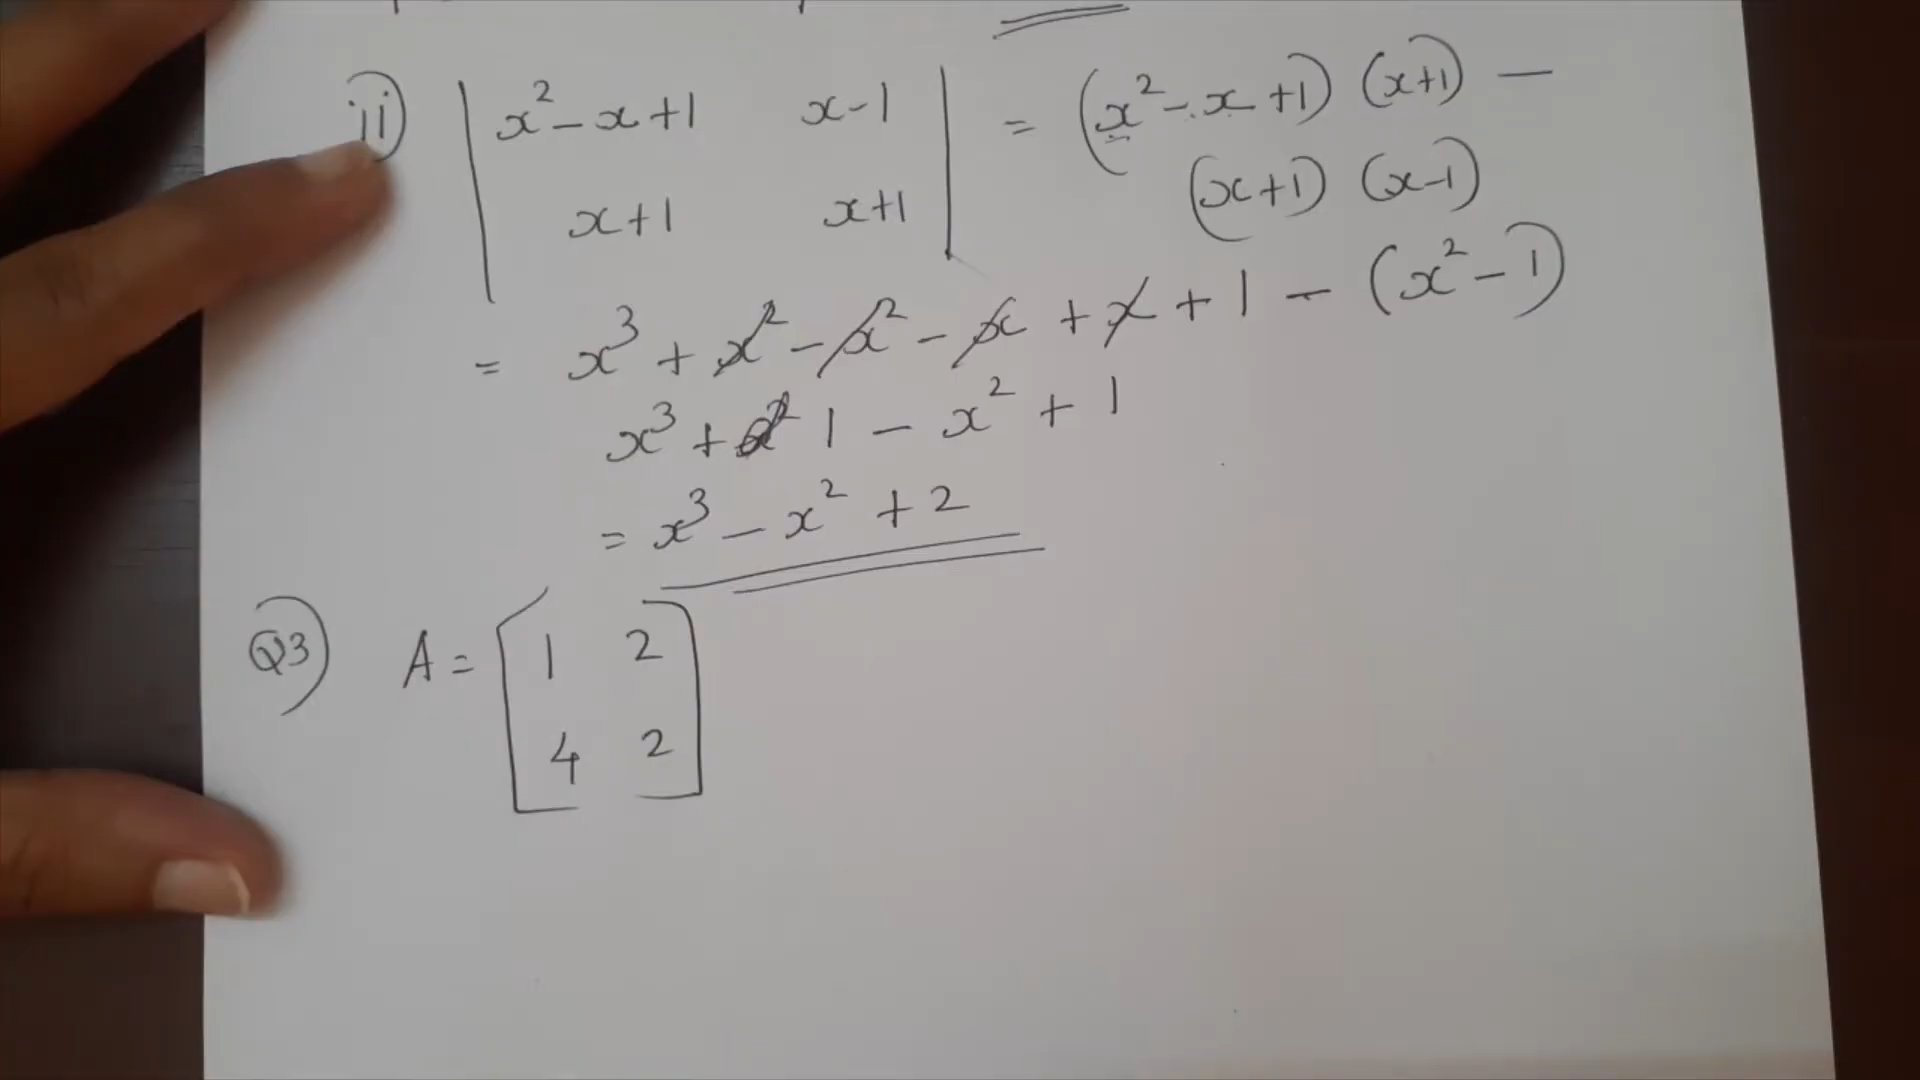 ii) | x² - x + 1 x - 1 | = (x² - x + 1) (x + 1) -
| x + 1 x + 1 | (x + 1) (x - 1)
= x³ + x² - x² - x + x + 1 - (x² - 1)
x³ + 1 - x² + 1
= x³ - x² + 2
Q3) A = [ 1 2
4 2 ]